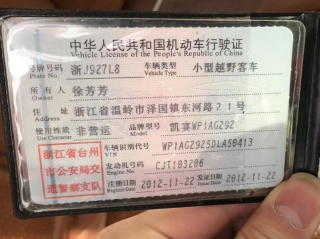 中华人民共和国机动车行驶证
Vehicle License of the People's Republic of China
号牌号码 浙J927L8 车辆类型 小型越野客车
Plate No. Vehicle Type
所有人 徐芳芳
Owner
住址 浙江省温岭市泽国镇东河路21号
Address
使用性质 非营运 品牌型号 凯宴WP1AG292
Use Character Model
浙江省台州市公安局交通警察支队
车辆识别代号 WP1AG2925DLA50413
VIN
发动机号码 CJT103206
Engine No.
注册日期 2012-11-22 发证日期 2012-11-22
Register Date Issue Date